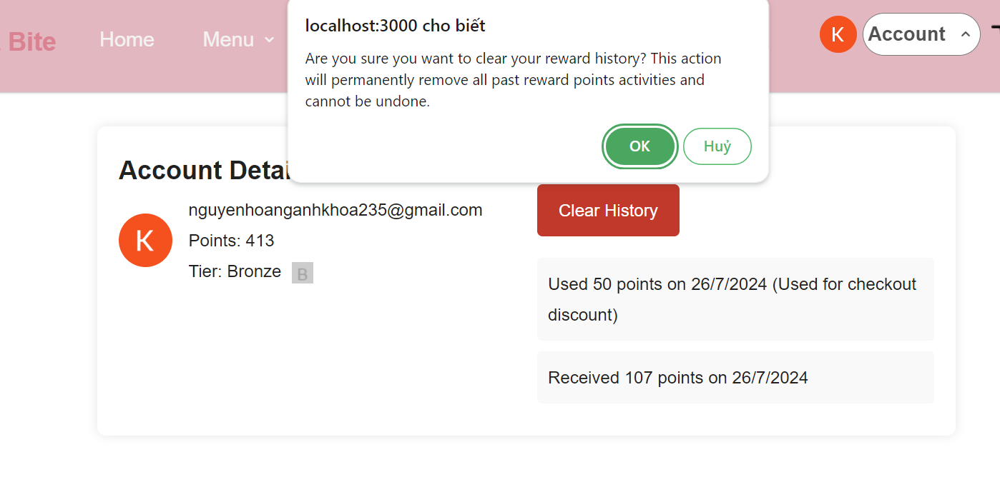 Bite
Home
Menu
K
Account
localhost:3000 cho biết
Are you sure you want to clear your reward history? This action
will permanently remove all past reward points activities and
cannot be undone.
OK
Huỷ
Account Detai
K
nguyenhoanganhkhoa235@gmail.com
Points: 413
Tier: Bronze
B
Clear History
Used 50 points on 26/7/2024 (Used for checkout
discount)
Received 107 points on 26/7/2024